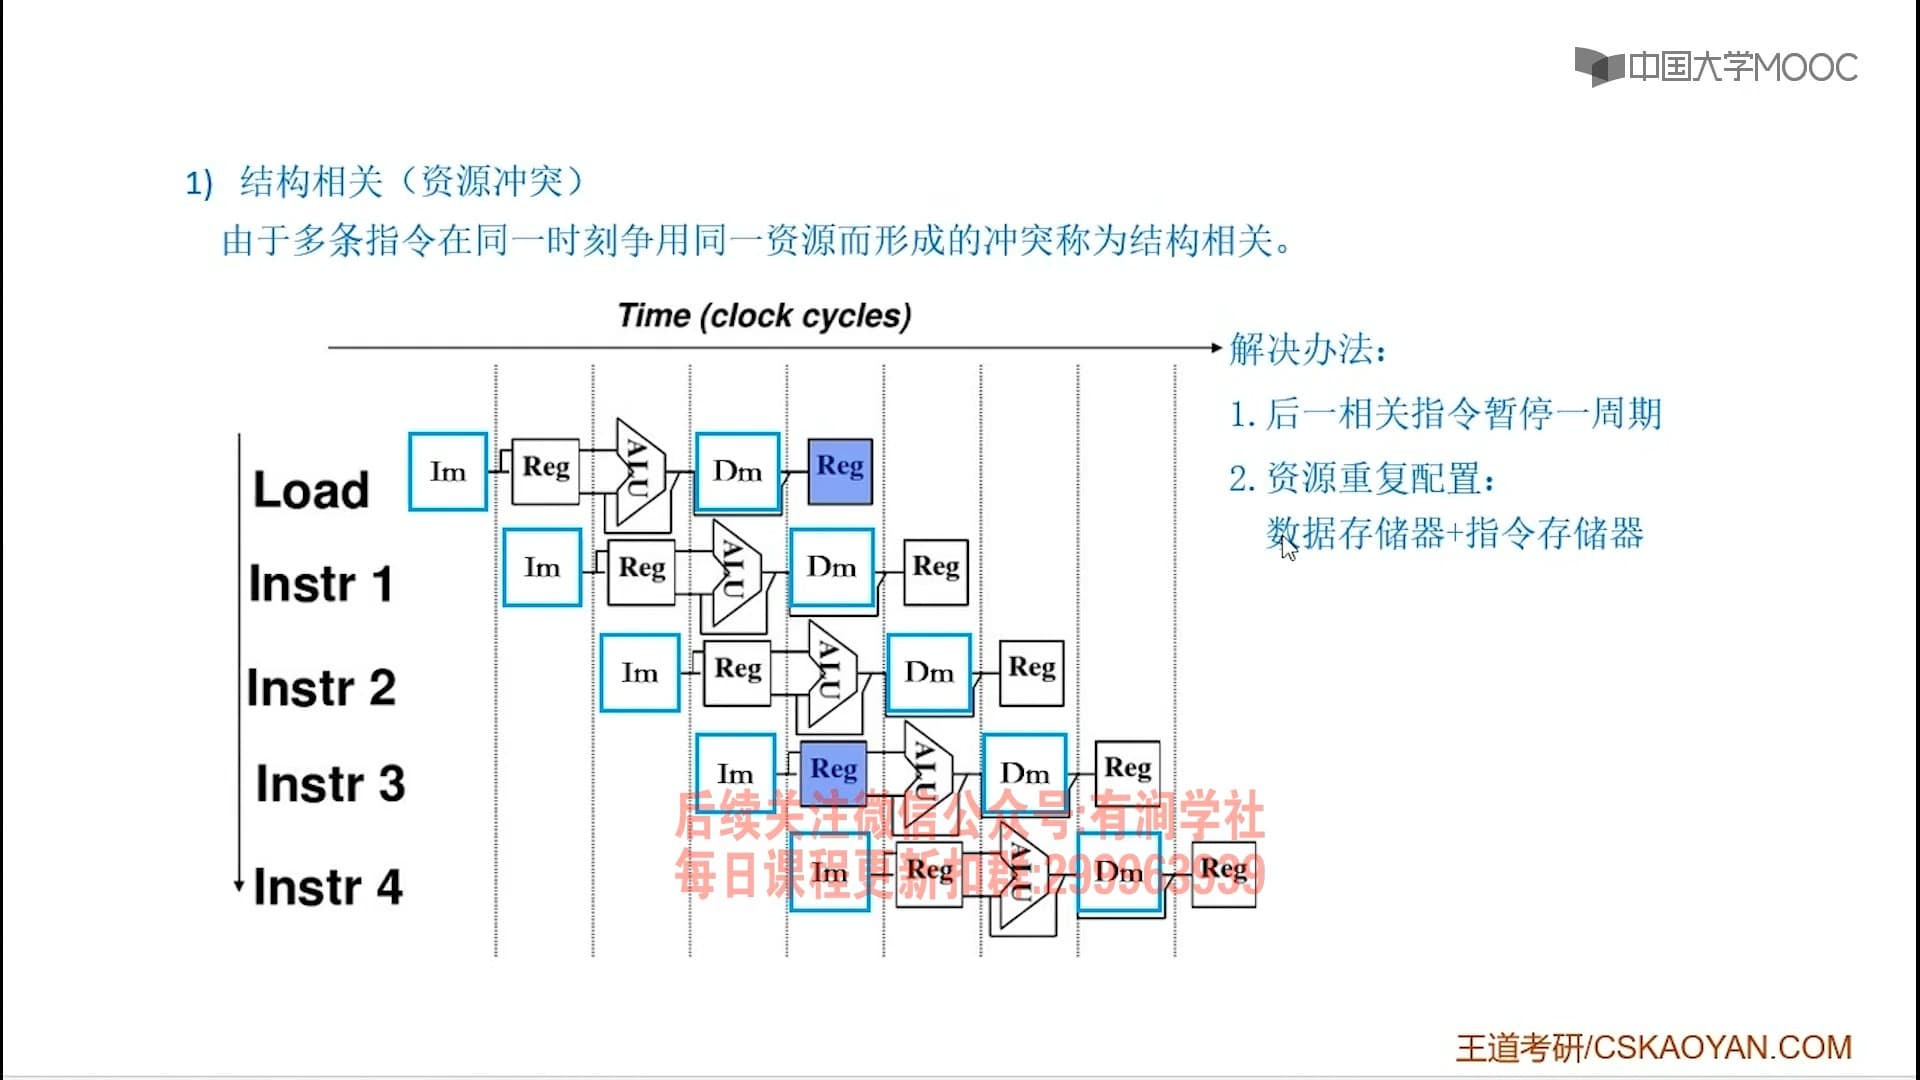 中国大学MOOC
1) 结构相关（资源冲突）
由于多条指令在同一时刻争用同一资源而形成的冲突称为结构相关。
Time (clock cycles)
解决办法：
1. 后一相关指令暂停一周期
2. 资源重复配置：
数据存储器+指令存储器
Load Im Reg ALU Dm Reg
Instr 1 Im Reg ALU Dm Reg
Instr 2 Im Reg ALU Dm Reg
Instr 3 Im Reg ALU Dm Reg
后续关注微信公众号:有润学社
每日课程更新扣群:299963939
Instr 4 Im Reg ALU Dm Reg
王道考研/CSKAOYAN.COM